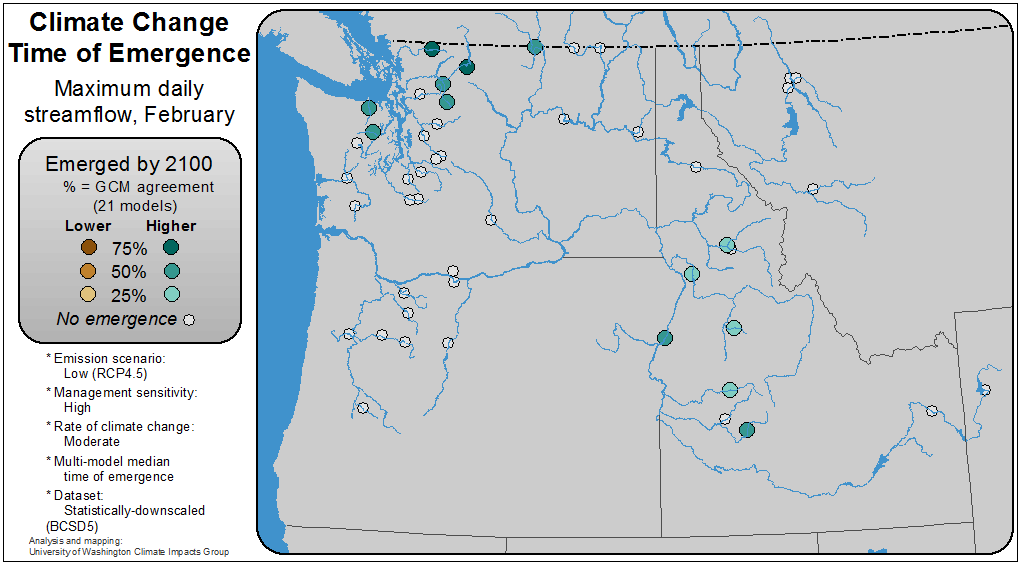 Climate Change
Time of Emergence
Maximum daily
streamflow, February
Emerged by 2100
% = GCM agreement
(21 models)
Lower Higher
75%
50%
25%
No emergence
* Emission scenario:
Low (RCP4.5)
* Management sensitivity:
High
* Rate of climate change:
Moderate
* Multi-model median
time of emergence
* Dataset:
Statistically-downscaled
(BCSD5)
Analysis and mapping:
University of Washington Climate Impacts Group